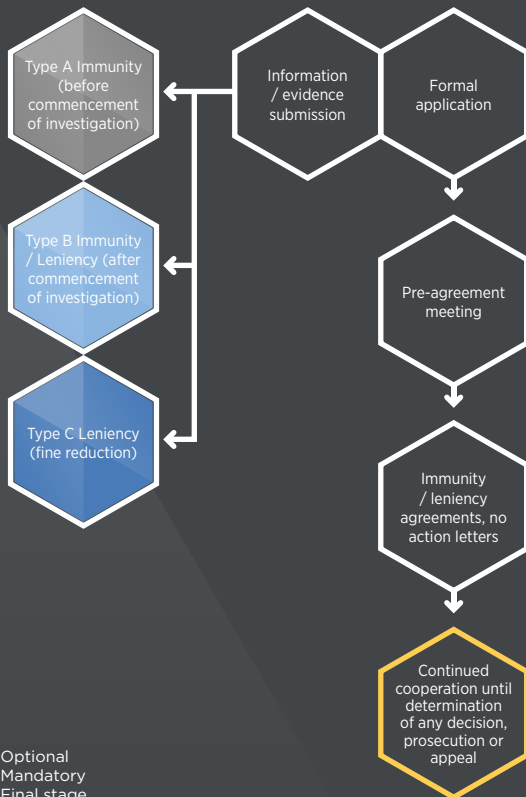 Type A Immunity
(before
commencement
of investigation)
Information
/ evidence
submission
Formal
application
Type B Immunity
/ Leniency (after
commencement
of investigation)
Pre-agreement
meeting
Type C Leniency
(fine reduction)
Immunity
/ leniency
agreements, no
action letters
Continued
cooperation until
determination
of any decision,
prosecution or
appeal
Optional
Mandatory
Final stage